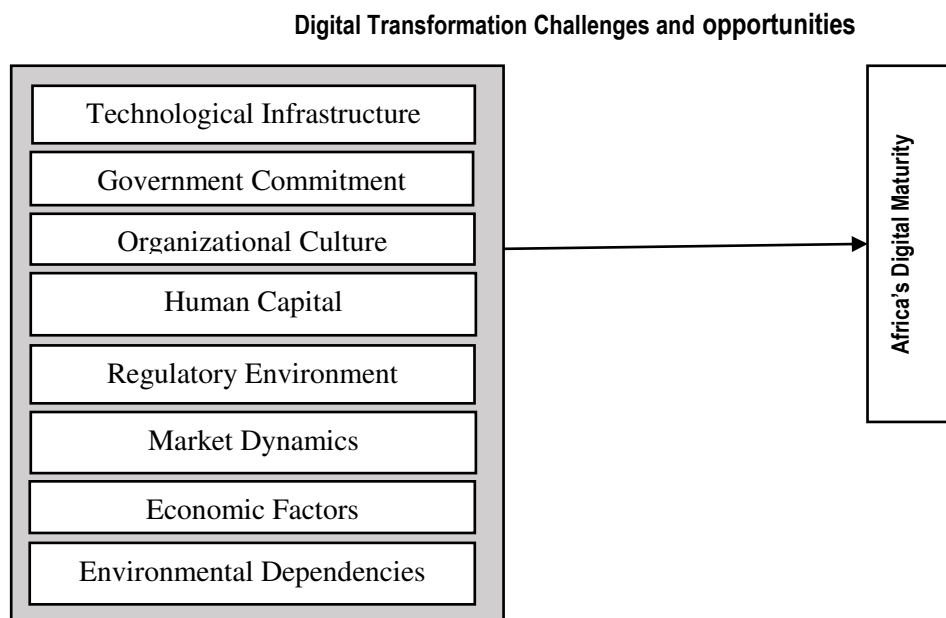 Digital Transformation Challenges and opportunities
Technological Infrastructure
Government Commitment
Organizational Culture
Human Capital
Regulatory Environment
Market Dynamics
Economic Factors
Environmental Dependencies
Africa's Digital Maturity